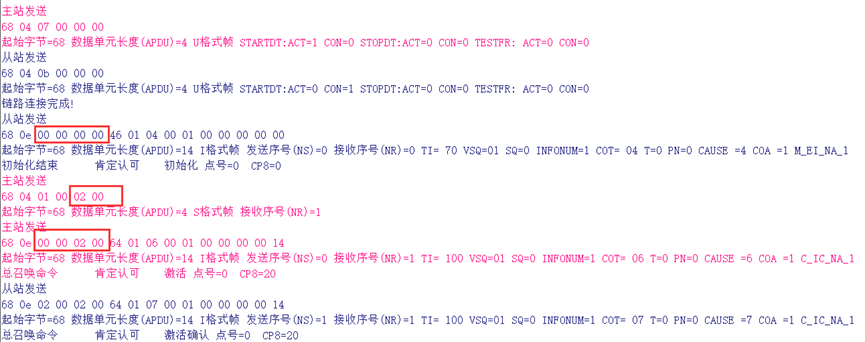 主站发送
68 04 07 00 00 00
起始字节=68 数据单元长度(APDU)=4 U格式帧 STARTDT:ACT=1 CON=0 STOPDT:ACT=0 CON=0 TESTFR: ACT=0 CON=0
从站发送
68 04 0b 00 00 00
起始字节=68 数据单元长度(APDU)=4 U格式帧 STARTDT:ACT=0 CON=1 STOPDT:ACT=0 CON=0 TESTFR: ACT=0 CON=0
链路连接完成!
从站发送
68 0e 00 00 00 00 46 01 04 00 01 00 00 00 00 00
起始字节=68 数据单元长度(APDU)=14 I格式帧 发送序号(NS)=0 接收序号(NR)=0 TI= 70 VSQ=01 SQ=0 INFONUM=1 COT= 04 T=0 PN=0 CAUSE =4 COA =1 M_EI_NA_1
初始化结束 肯定认可 初始化 点号=0 CP8=0
主站发送
68 04 01 00 02 00
起始字节=68 数据单元长度(APDU)=4 S格式帧 接收序号(NR)=1
主站发送
68 0e 00 00 02 00 64 01 06 00 01 00 00 00 00 14
起始字节=68 数据单元长度(APDU)=14 I格式帧 发送序号(NS)=0 接收序号(NR)=1 TI= 100 VSQ=01 SQ=0 INFONUM=1 COT= 06 T=0 PN=0 CAUSE =6 COA =1 C_IC_NA_1
总召唤命令 肯定认可 激活 点号=0 CP8=20
从站发送
68 0e 02 00 02 00 64 01 07 00 01 00 00 00 00 14
起始字节=68 数据单元长度(APDU)=14 I格式帧 发送序号(NS)=1 接收序号(NR)=1 TI= 100 VSQ=01 SQ=0 INFONUM=1 COT= 07 T=0 PN=0 CAUSE =7 COA =1 C_IC_NA_1
总召唤命令 肯定认可 激活确认 点号=0 CP8=20